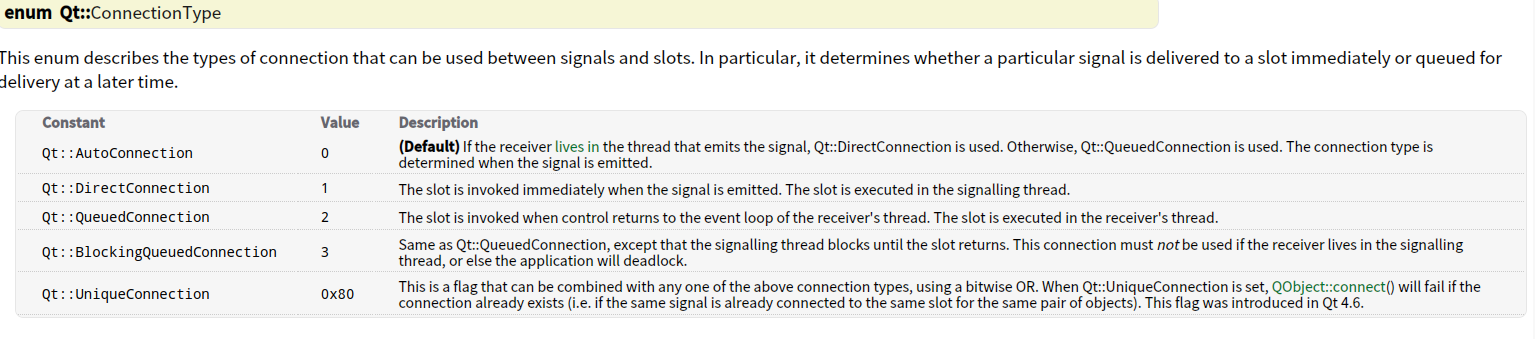 enum Qt::ConnectionType
This enum describes the types of connection that can be used between signals and slots. In particular, it determines whether a particular signal is delivered to a slot immediately or queued for
delivery at a later time.
Constant Value Description
Qt::AutoConnection 0 (Default) If the receiver lives in the thread that emits the signal, Qt::DirectConnection is used. Otherwise, Qt::QueuedConnection is used. The connection type is
determined when the signal is emitted.
Qt::DirectConnection 1 The slot is invoked immediately when the signal is emitted. The slot is executed in the signalling thread.
Qt::QueuedConnection 2 The slot is invoked when control returns to the event loop of the receiver's thread. The slot is executed in the receiver's thread.
Qt::BlockingQueuedConnection 3 Same as Qt::QueuedConnection, except that the signalling thread blocks until the slot returns. This connection must not be used if the receiver lives in the signalling
thread, or else the application will deadlock.
Qt::UniqueConnection 0x80 This is a flag that can be combined with any one of the above connection types, using a bitwise OR. When Qt::UniqueConnection is set, QObject::connect() will fail if the
connection already exists (i.e. if the same signal is already connected to the same slot for the same pair of objects). This flag was introduced in Qt 4.6.